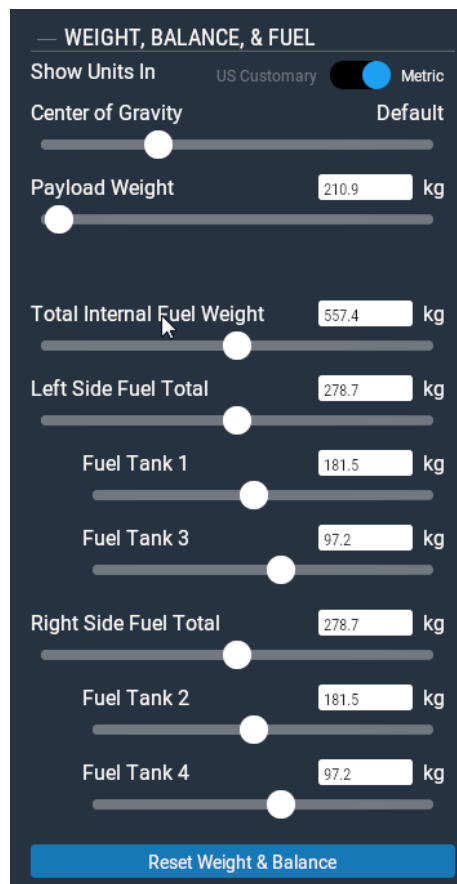 WEIGHT, BALANCE, & FUEL
Show Units In US Customary Metric
Center of Gravity Default
Payload Weight 210.9 kg
Total Internal Fuel Weight 557.4 kg
Left Side Fuel Total 278.7 kg
Fuel Tank 1 181.5 kg
Fuel Tank 3 97.2 kg
Right Side Fuel Total 278.7 kg
Fuel Tank 2 181.5 kg
Fuel Tank 4 97.2 kg
Reset Weight & Balance